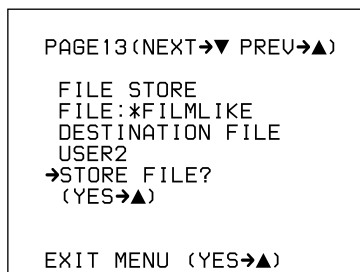 PAGE13(NEXT→▼ PREV→▲)
FILE STORE
FILE:*FILMLIKE
DESTINATION FILE
USER2
→STORE FILE?
(YES→▲)
EXIT MENU (YES→▲)